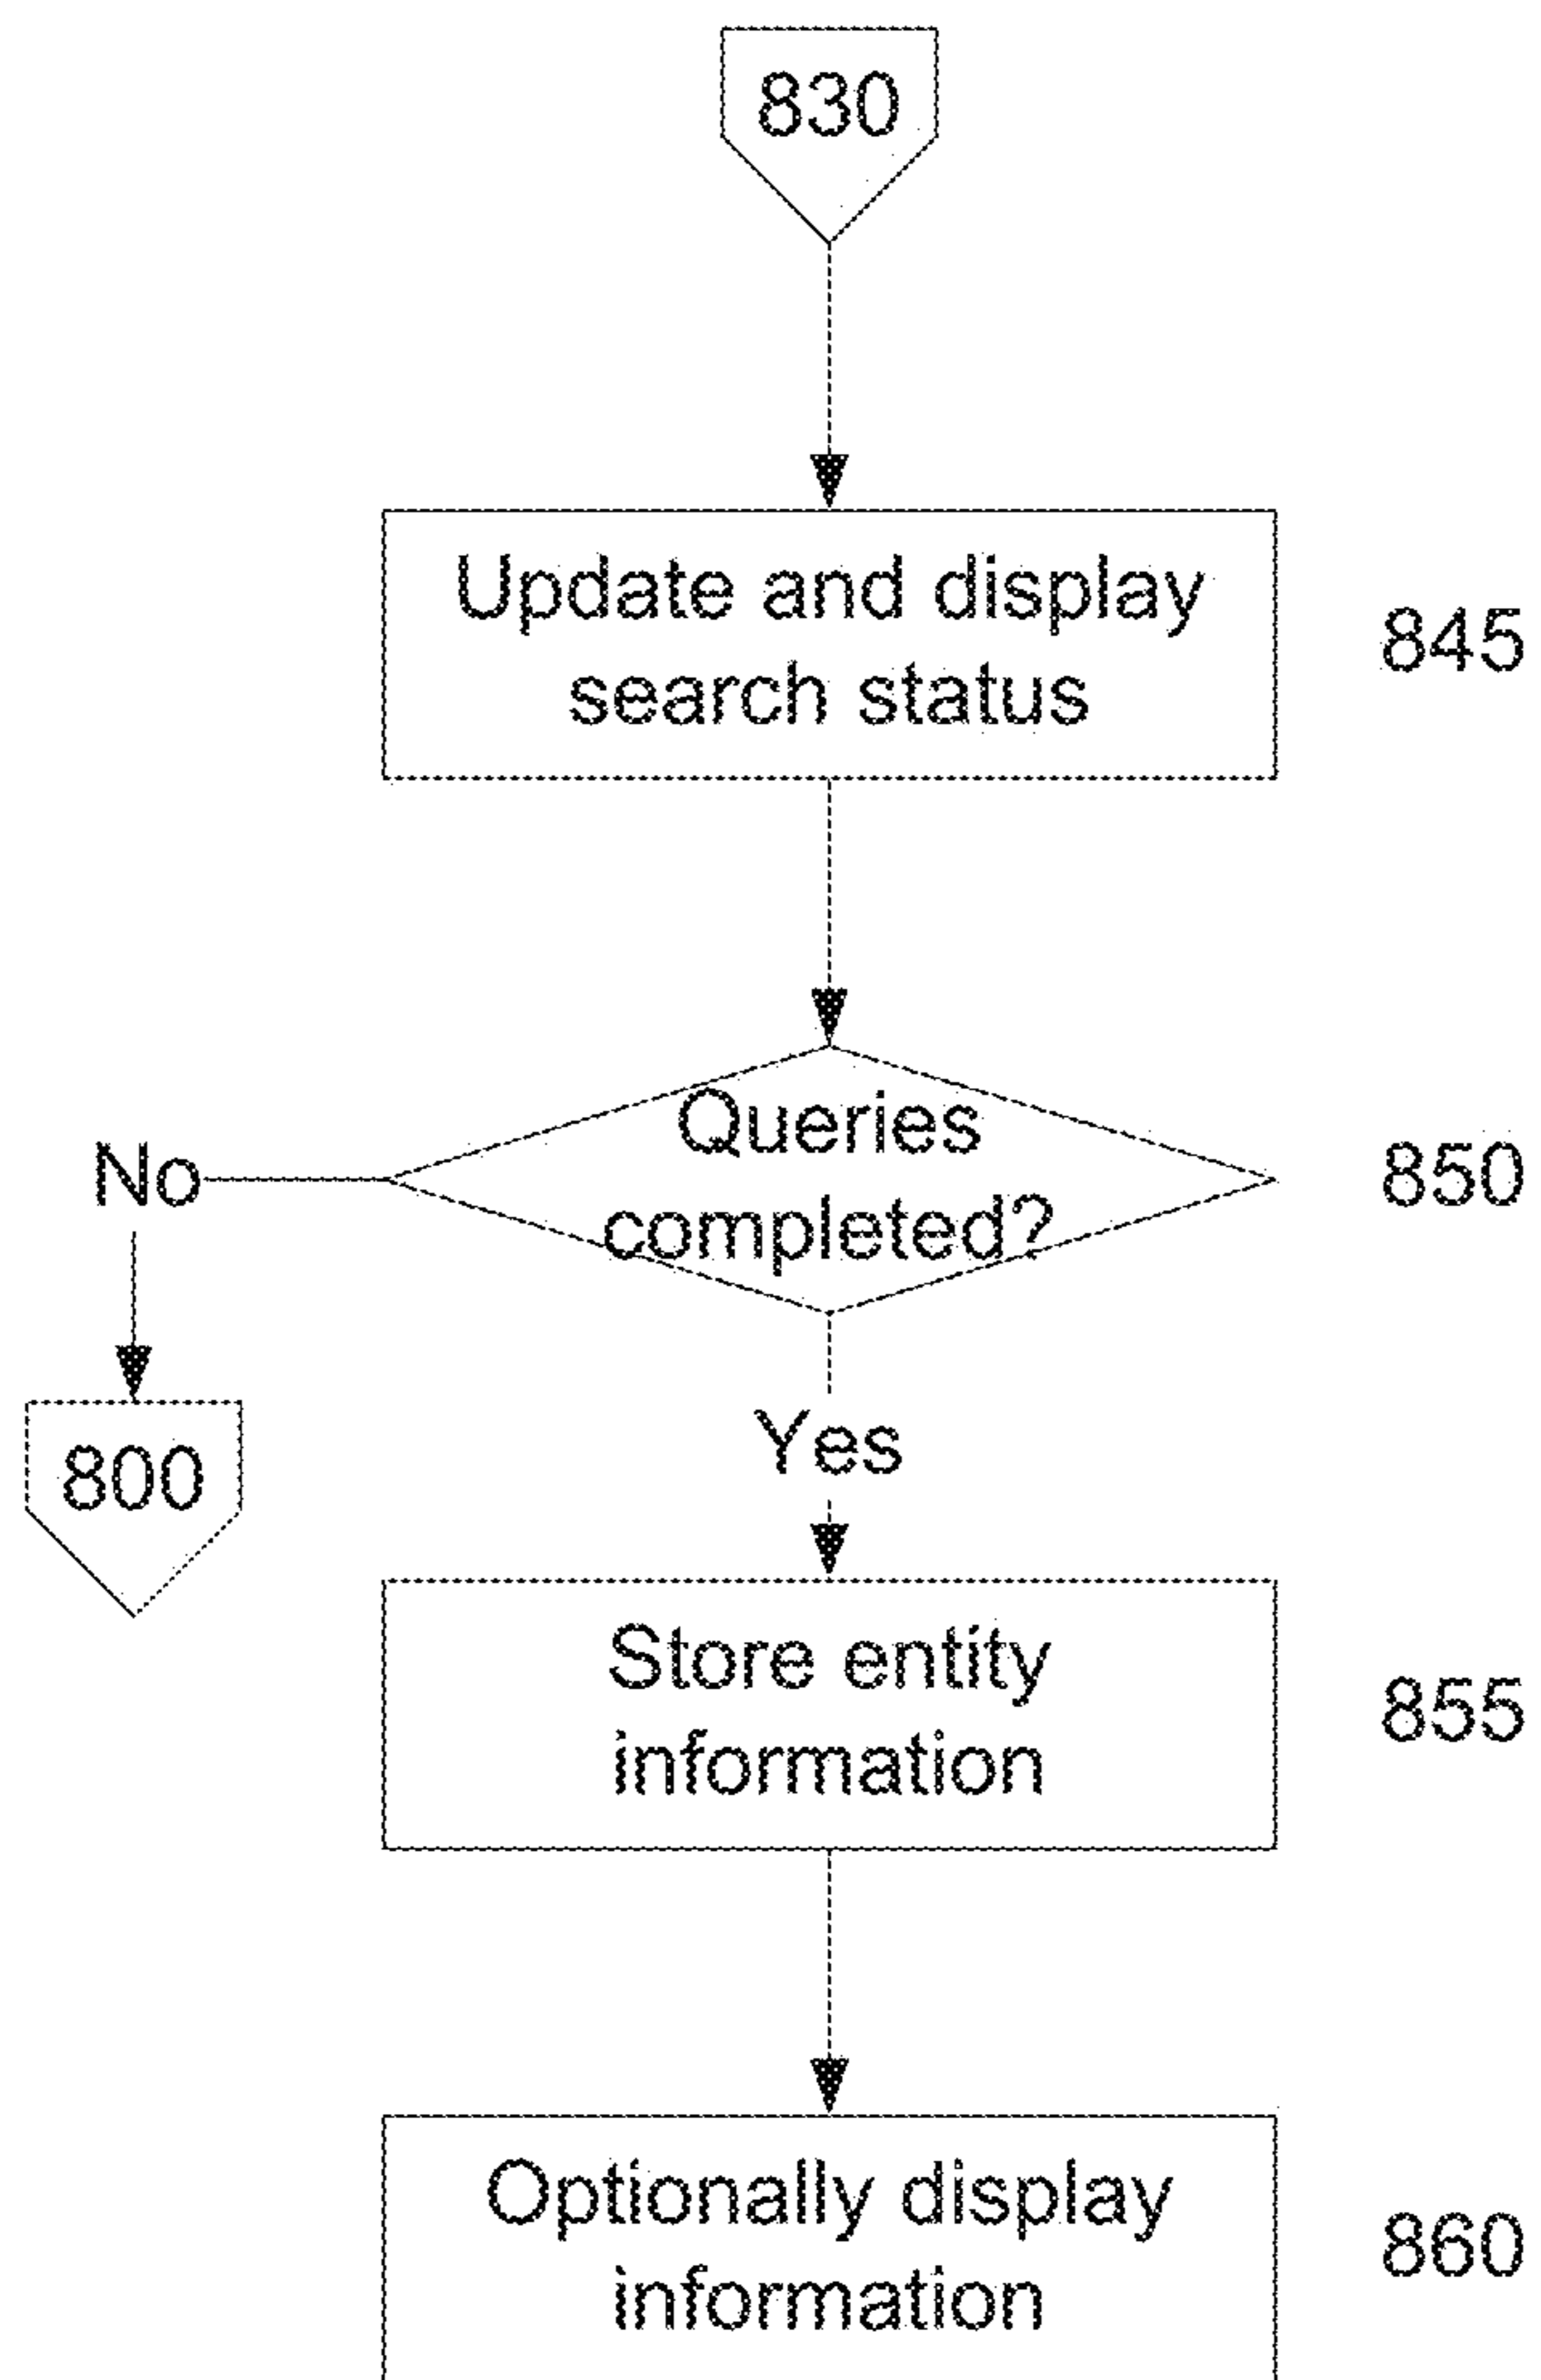 830
Update and display
search status
845
Queries
completed?
850
No
800
Yes
Store entity
information
855
Optionally display
information
860